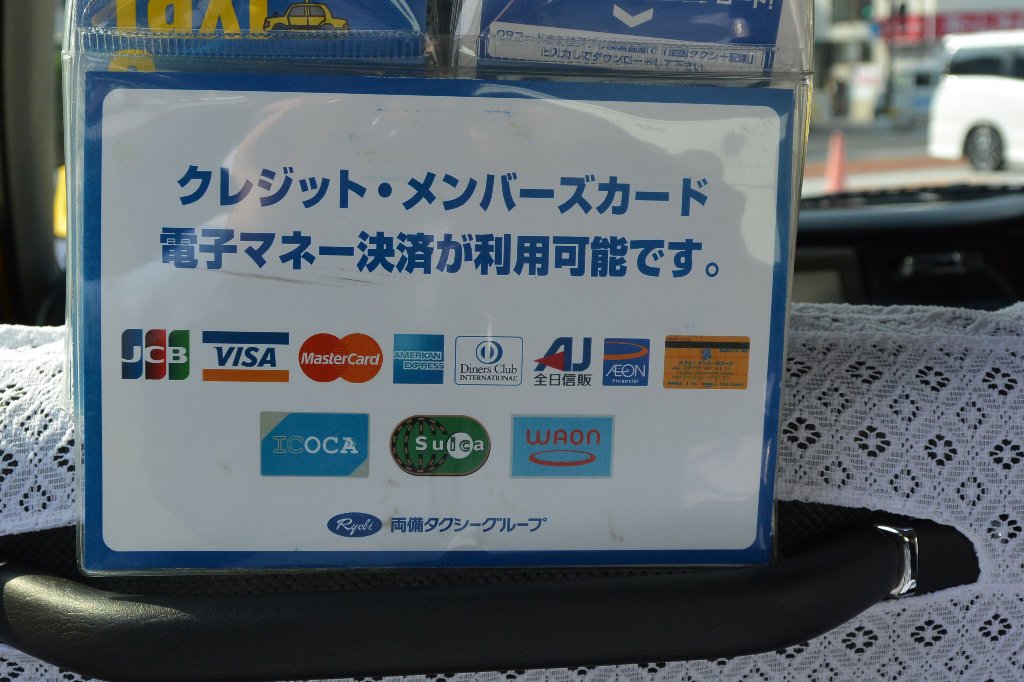 TAXI
クレジット・メンバーズカード
電子マネー決済が利用可能です。
JCB VISA MasterCard AMERICAN EXPRESS Diners Club INTERNATIONAL AJ 全日信販 AEON Financial
ICOCA Suica WAON
Ryobi 両備タクシーグループ